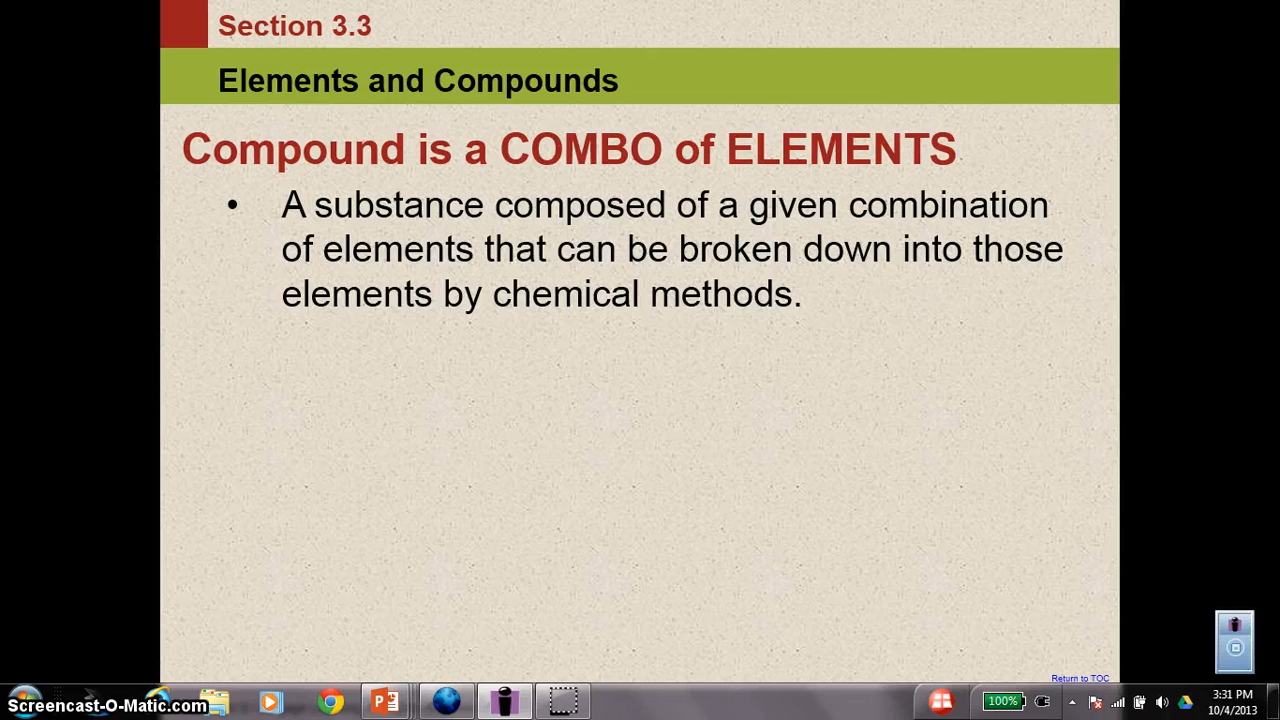 Section 3.3
Elements and Compounds
Compound is a COMBO of ELEMENTS
• A substance composed of a given combination
of elements that can be broken down into those
elements by chemical methods.
Return to TOC
Screencast-O-Matic.com
100%
3:31 PM
10/4/2013